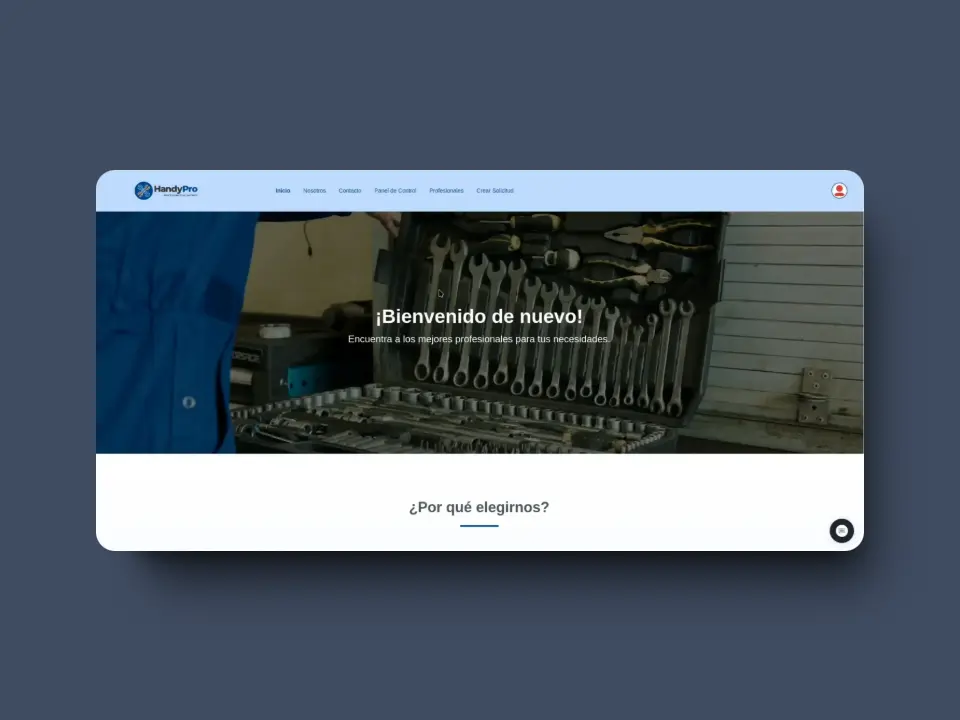 HandyPro
Inicio Nosotros Contacto Panel de Control Profesionales Crear Solicitud
¡Bienvenido de nuevo!
Encuentra a los mejores profesionales para tus necesidades.
¿Por qué elegirnos?